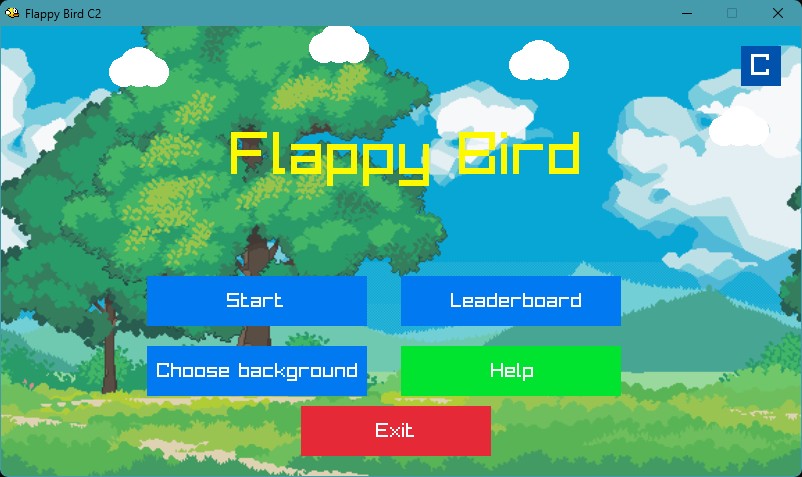 Flappy Bird C2
C
Flappy Bird
Start
Leaderboard
Choose background
Help
Exit